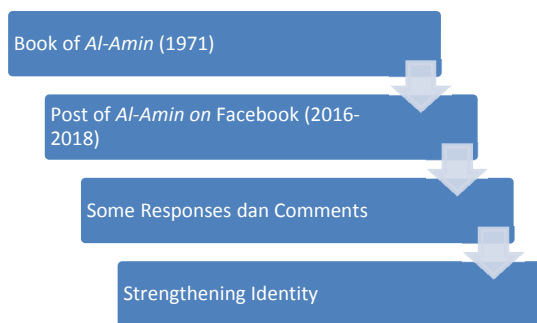 Book of Al-Amin (1971)
Post of Al-Amin on Facebook (2016-
2018)
Some Responses dan Comments
Strengthening Identity